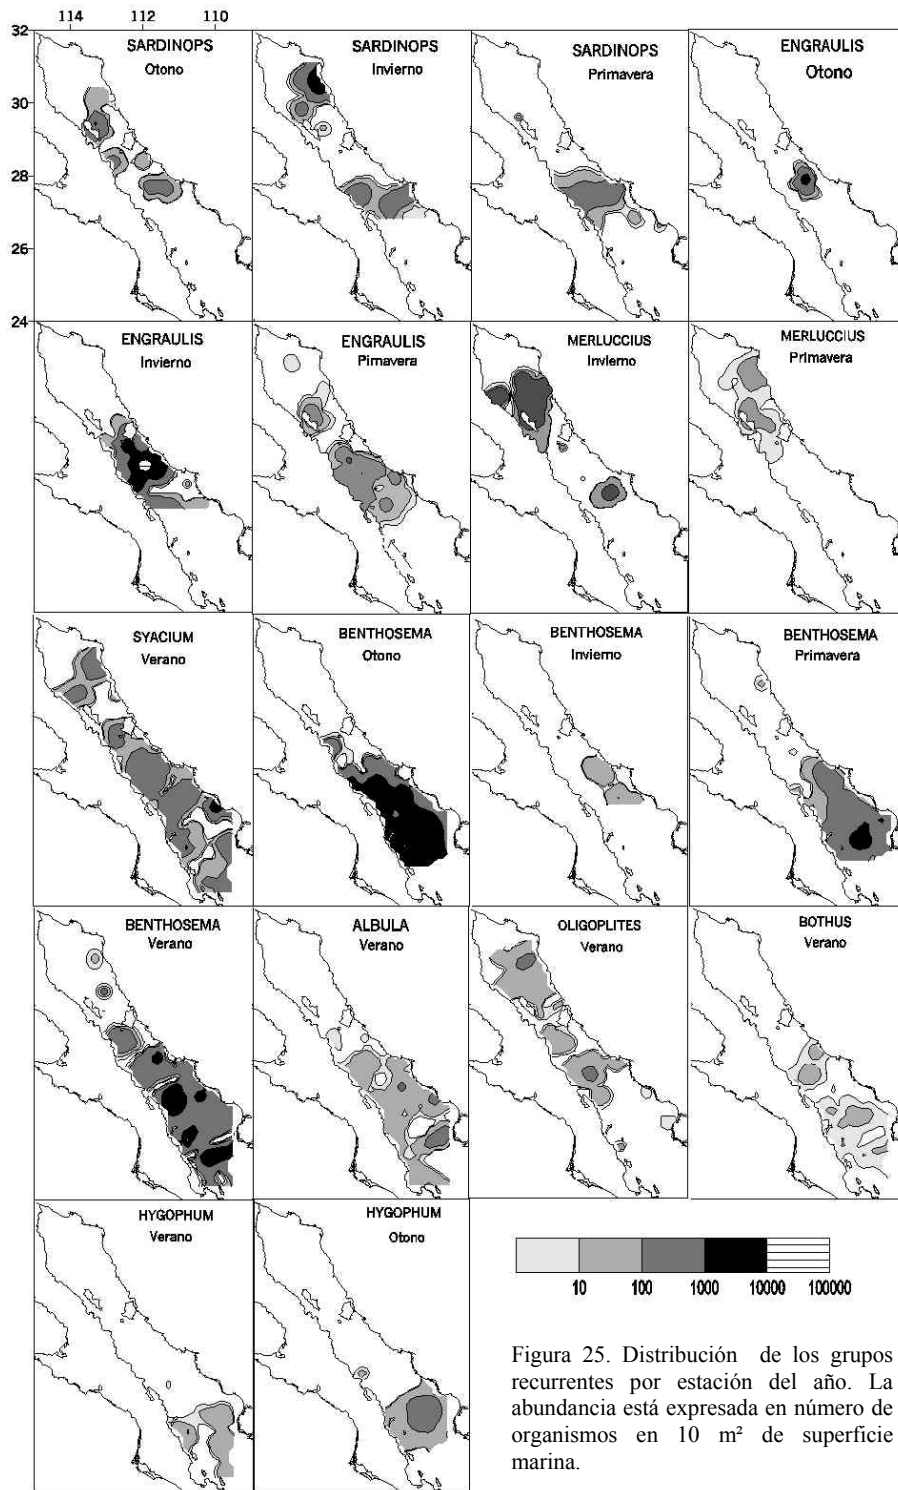 114 112 110
32
30
28
26
24
SARDINOPS
Otono
SARDINOPS
Invierno
SARDINOPS
Primavera
ENGRAULIS
Otono
ENGRAULIS
Invierno
ENGRAULIS
Pimavera
MERLUCCIUS
Invierno
MERLUCCIUS
Primavera
SYACIUM
Verano
BENTHOSEMA
Otono
BENTHOSEMA
Invierno
BENTHOSEMA
Primavera
BENTHOSEMA
Verano
ALBULA
Verano
OLIGOPLITES
Verano
BOTHUS
Verano
HYGOPHUM
Verano
HYGOPHUM
Otono
10 100 1000 10000 100000
Figura 25. Distribución de los grupos
recurrentes por estación del año. La
abundancia está expresada en número de
organismos en 10 m² de superficie
marina.